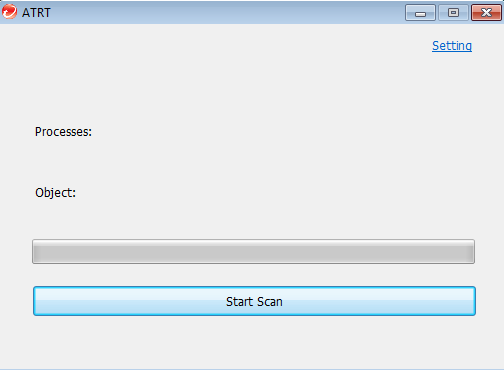 ATRT
Setting
Processes:
Object:
Start Scan